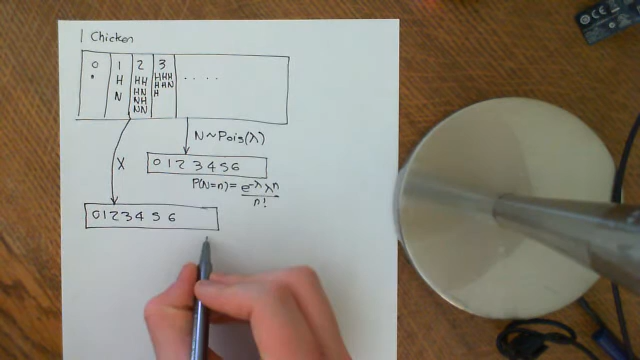 1 Chicken
0 1 2 3 . . . .
• H HH HHH
HN HHN
N NH H
NN
N~Pois(λ)
X
0 1 2 3 4 5 6
P(N=n) = e^-λ λ^n / n!
0 1 2 3 4 5 6